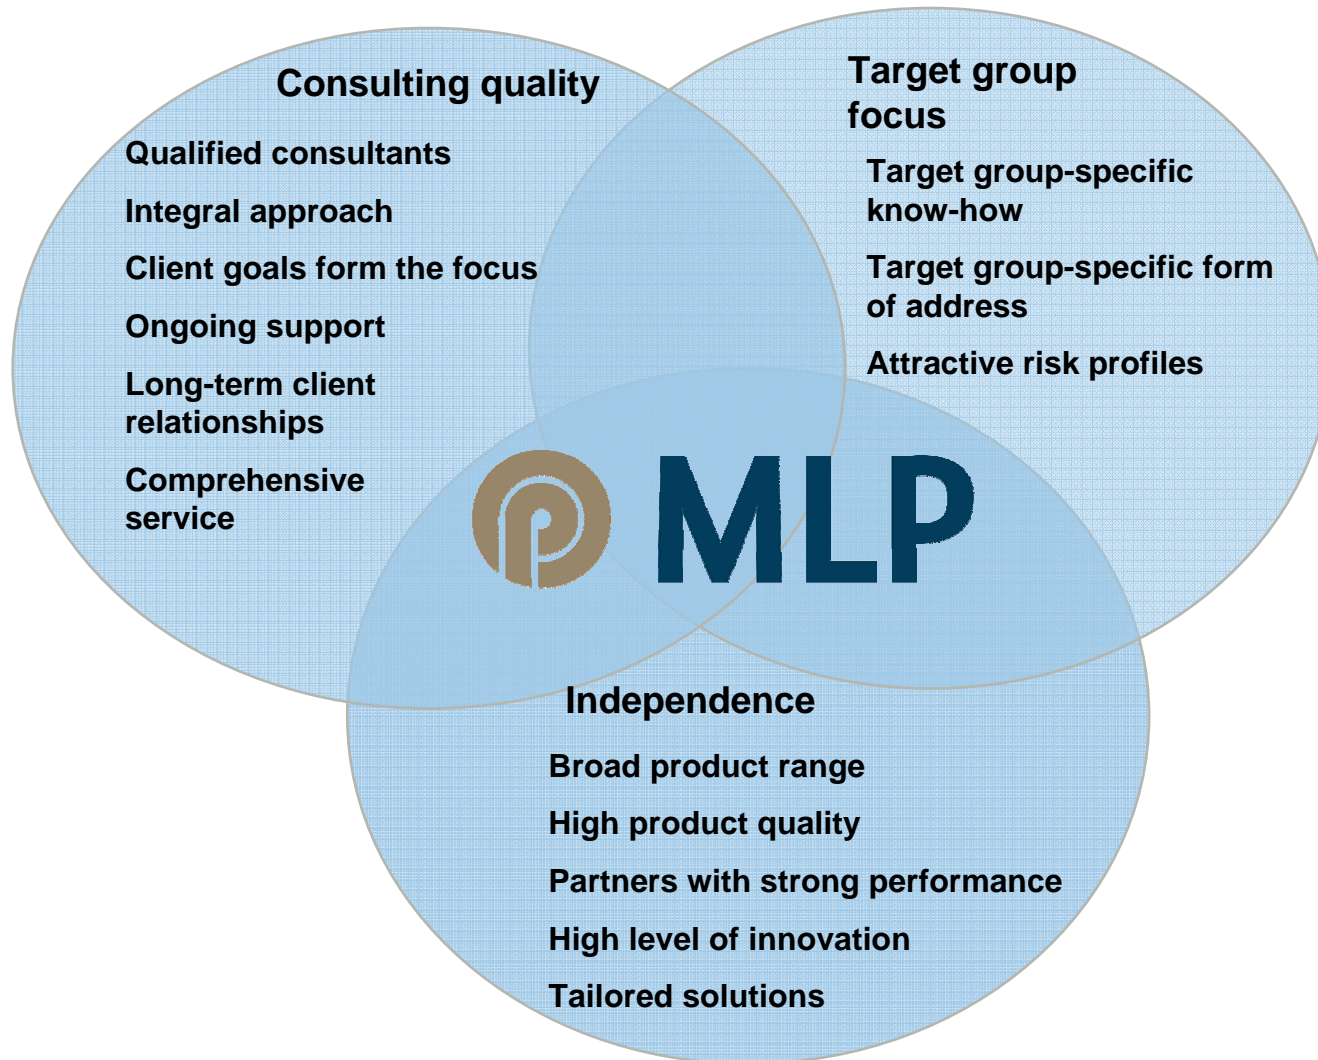 Consulting quality
Qualified consultants
Integral approach
Client goals form the focus
Ongoing support
Long-term client
relationships
Comprehensive
service
Target group
focus
Target group-specific
know-how
Target group-specific form
of address
Attractive risk profiles
MLP
Independence
Broad product range
High product quality
Partners with strong performance
High level of innovation
Tailored solutions